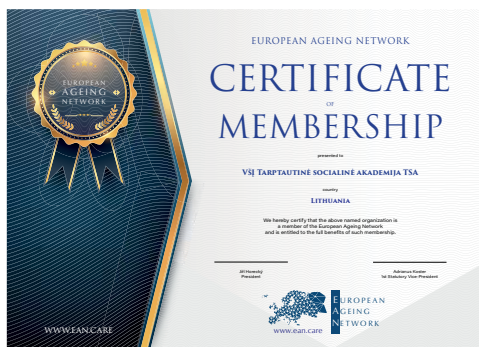 EUROPEAN
AGEING
NETWORK
EUROPEAN AGEING NETWORK
CERTIFICATE
OF
MEMBERSHIP
presented to
VŠĮ TARPTAUTINĖ SOCIALINĖ AKADEMIJA TSA
country
LITHUANIA
We hereby certify that the above named organization is
a member of the European Ageing Network
and is entitled to the full benefits of such membership.
Jiří Horecký
President
Adrianus Koster
1st Statutory Vice-President
EUROPEAN
AGEING
NETWORK
www.ean.care
WWW.EAN.CARE